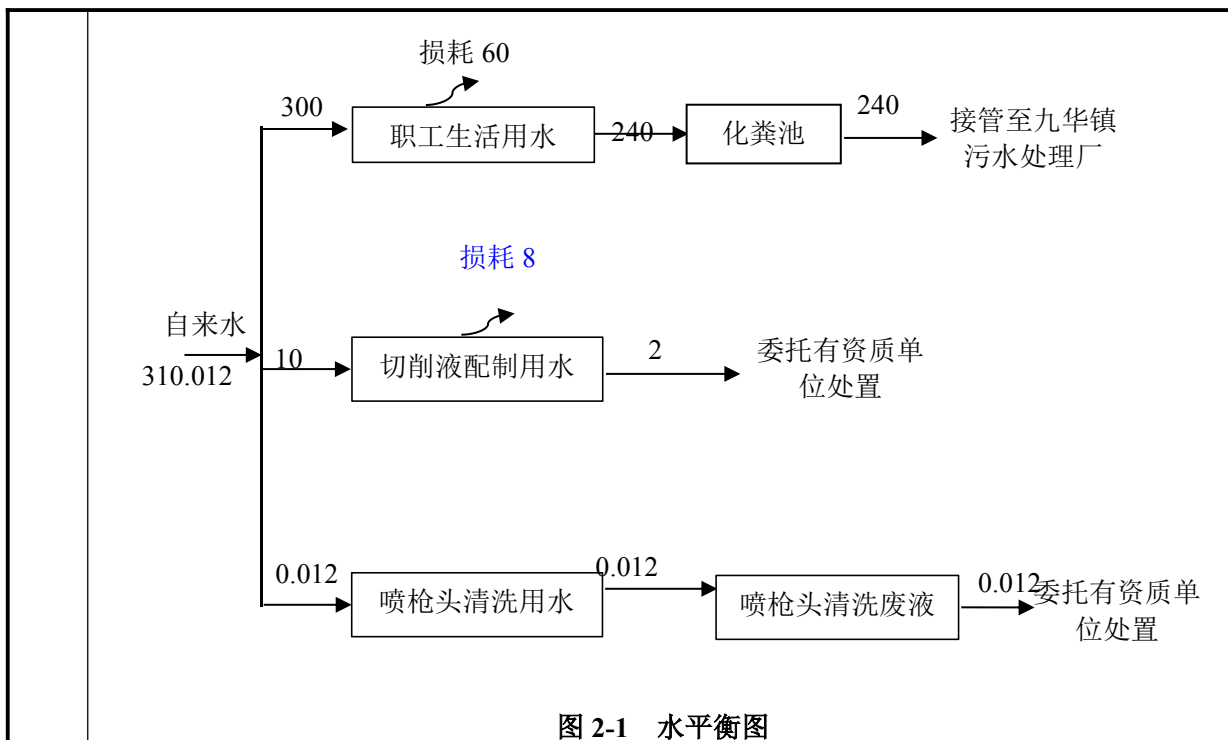 损耗 60
300
职工生活用水
240
化粪池
240
接管至九华镇
污水处理厂
损耗 8
自来水
310.012
10
切削液配制用水
2
委托有资质单
位处置
0.012
喷枪头清洗用水
0.012
喷枪头清洗废液
0.012
委托有资质单
位处置
图 2-1 水平衡图